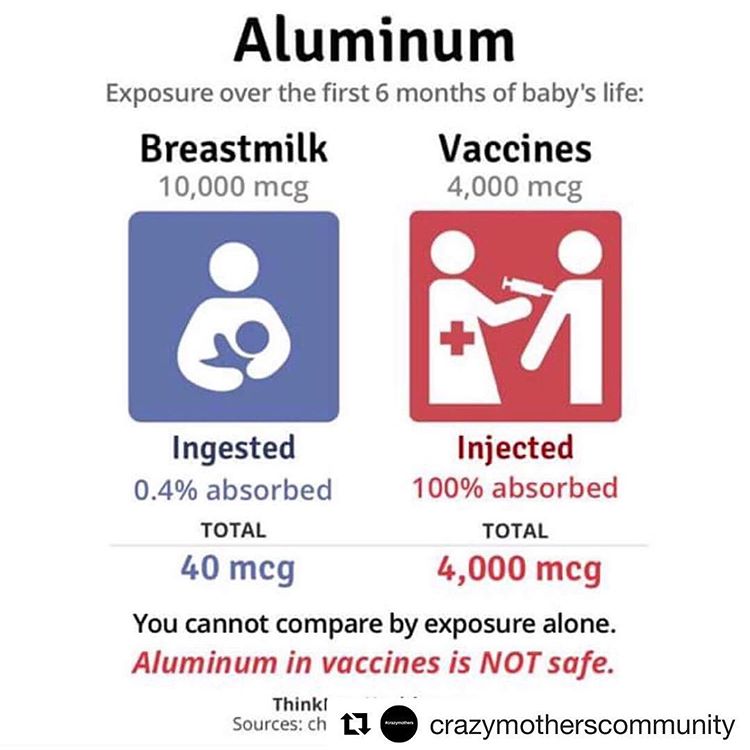 Aluminum
Exposure over the first 6 months of baby's life:
Breastmilk
10,000 mcg
Vaccines
4,000 mcg
Ingested
0.4% absorbed
TOTAL
40 mcg
Injected
100% absorbed
TOTAL
4,000 mcg
You cannot compare by exposure alone.
Aluminum in vaccines is NOT safe.
Sources:
crazymotherscommunity